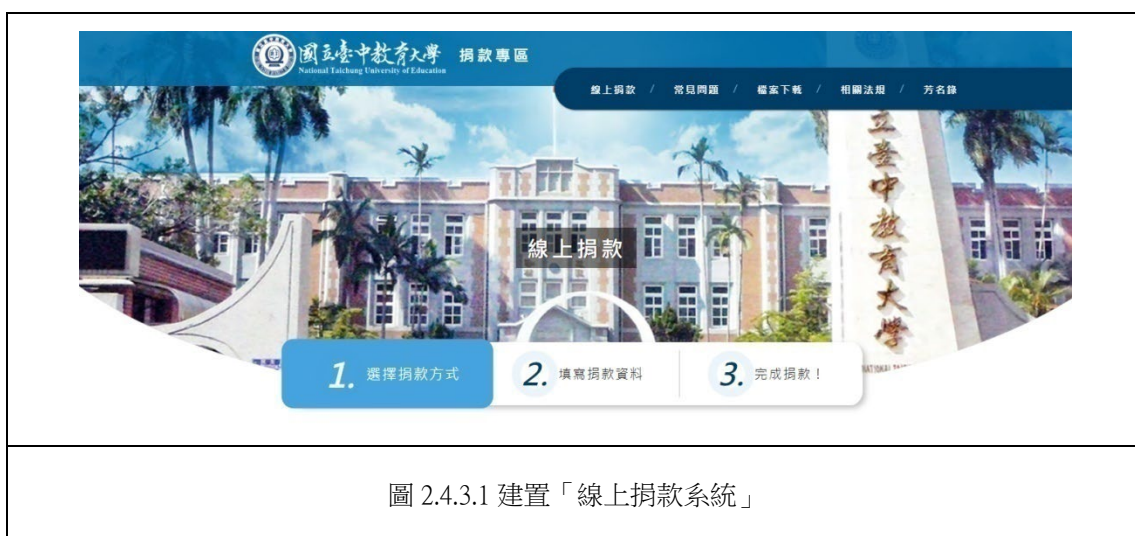 國立臺中教育大學 捐款專區
National Taichung University of Education
線上捐款 / 常見問題 / 檔案下載 / 相關法規 / 芳名錄
立臺中教育大學
線上捐款
1. 選擇捐款方式
2. 填寫捐款資料
3. 完成捐款！
圖 2.4.3.1 建置「線上捐款系統」